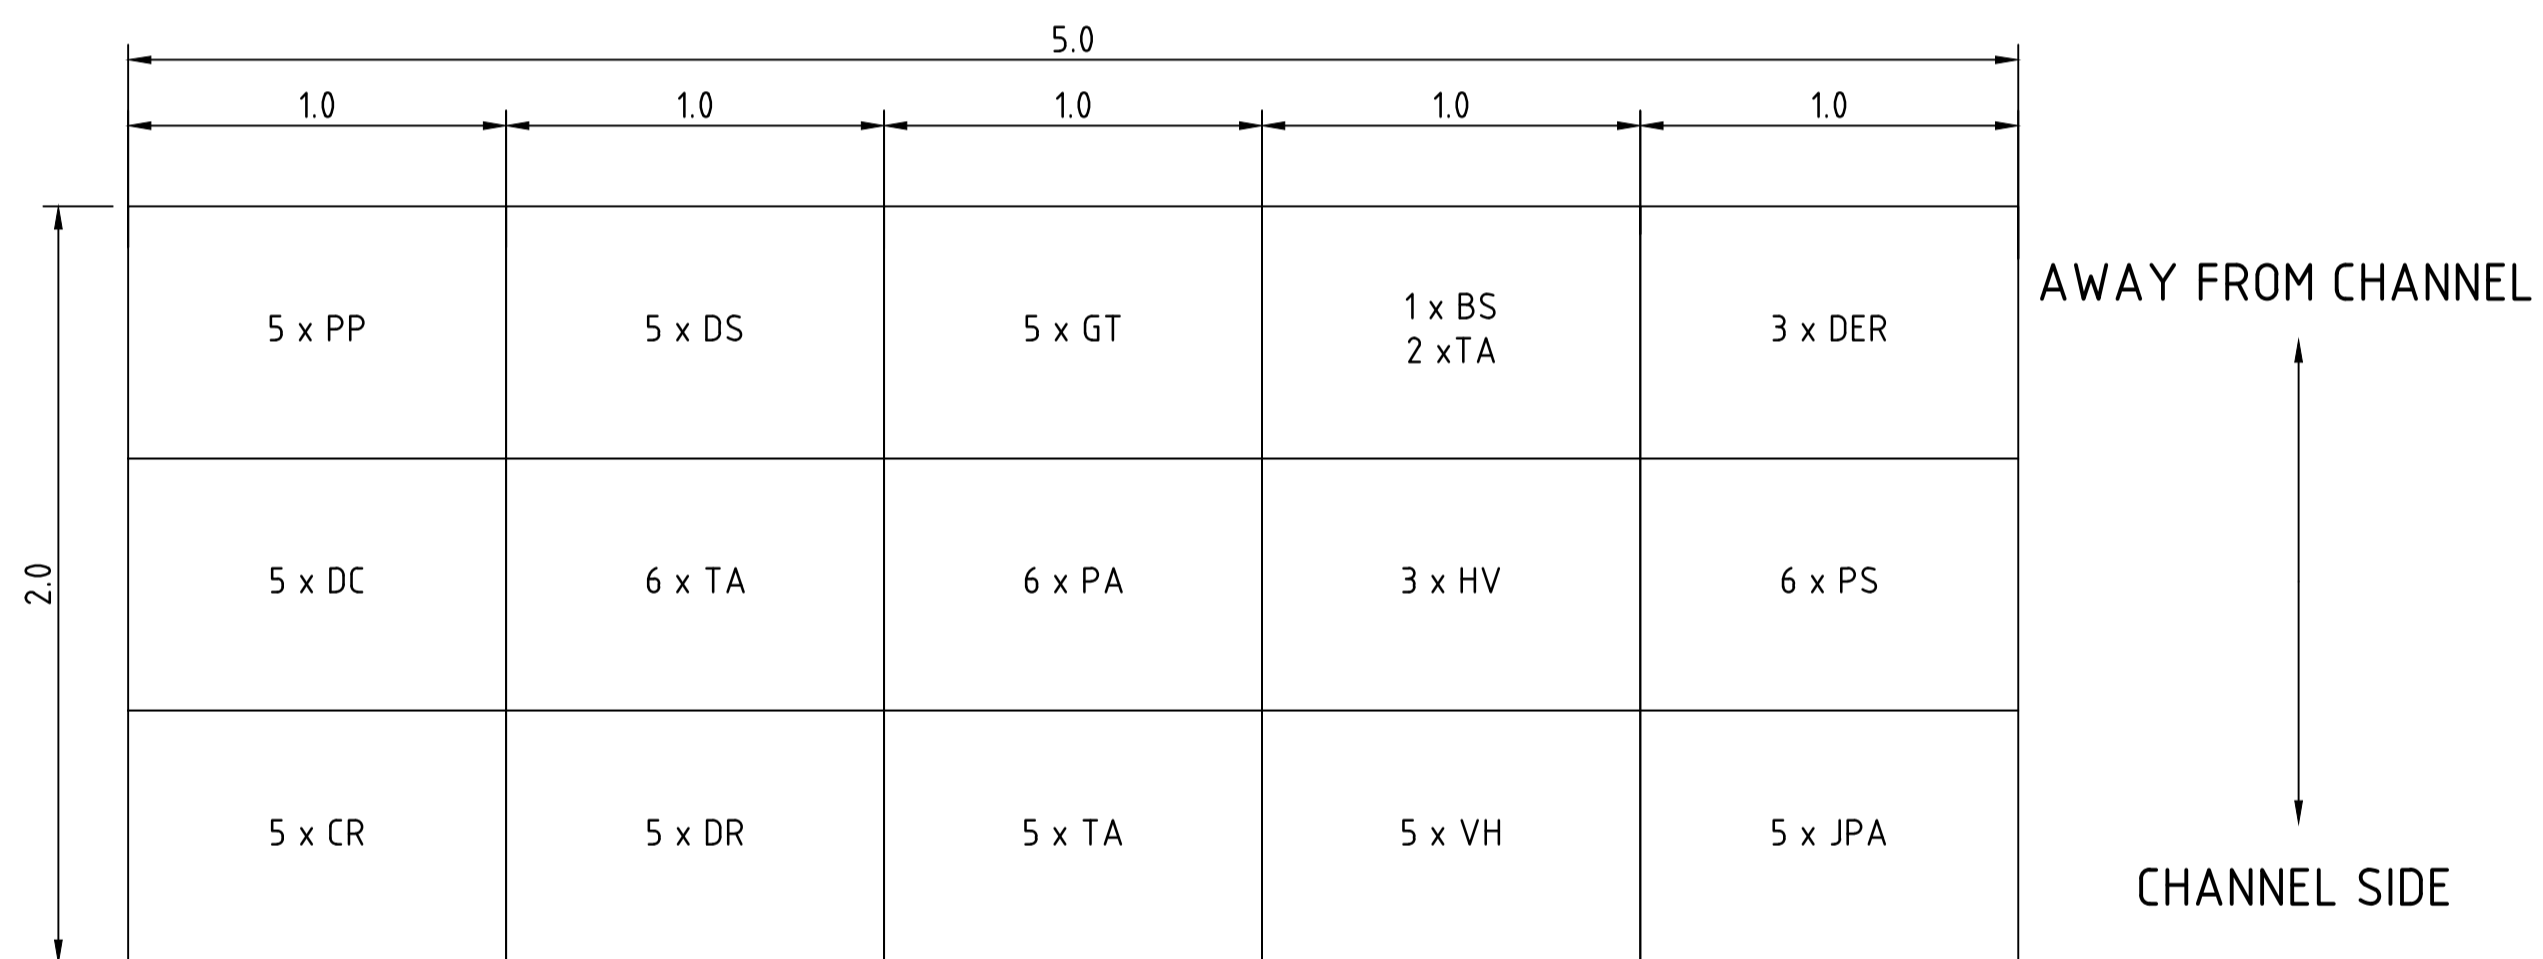 5.0
1.0 1.0 1.0 1.0 1.0
AWAY FROM CHANNEL
5 x PP
5 x DS
5 x GT
1 x BS
2 xTA
3 x DER
2.0
5 x DC
6 x TA
6 x PA
3 x HV
6 x PS
5 x CR
5 x DR
5 x TA
5 x VH
5 x JPA
CHANNEL SIDE